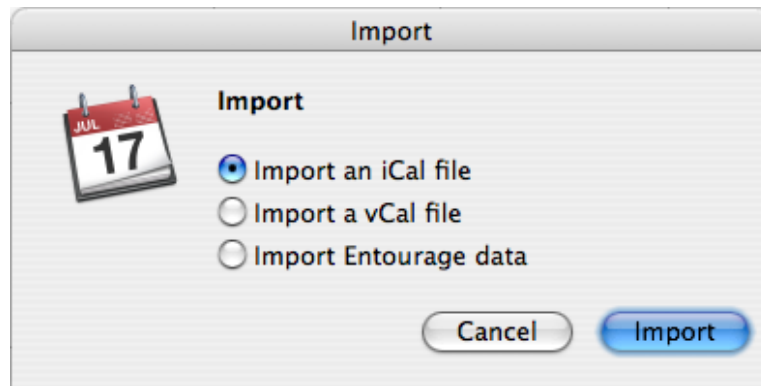 Import
JUL
17
Import
Import an iCal file
Import a vCal file
Import Entourage data
Cancel
Import